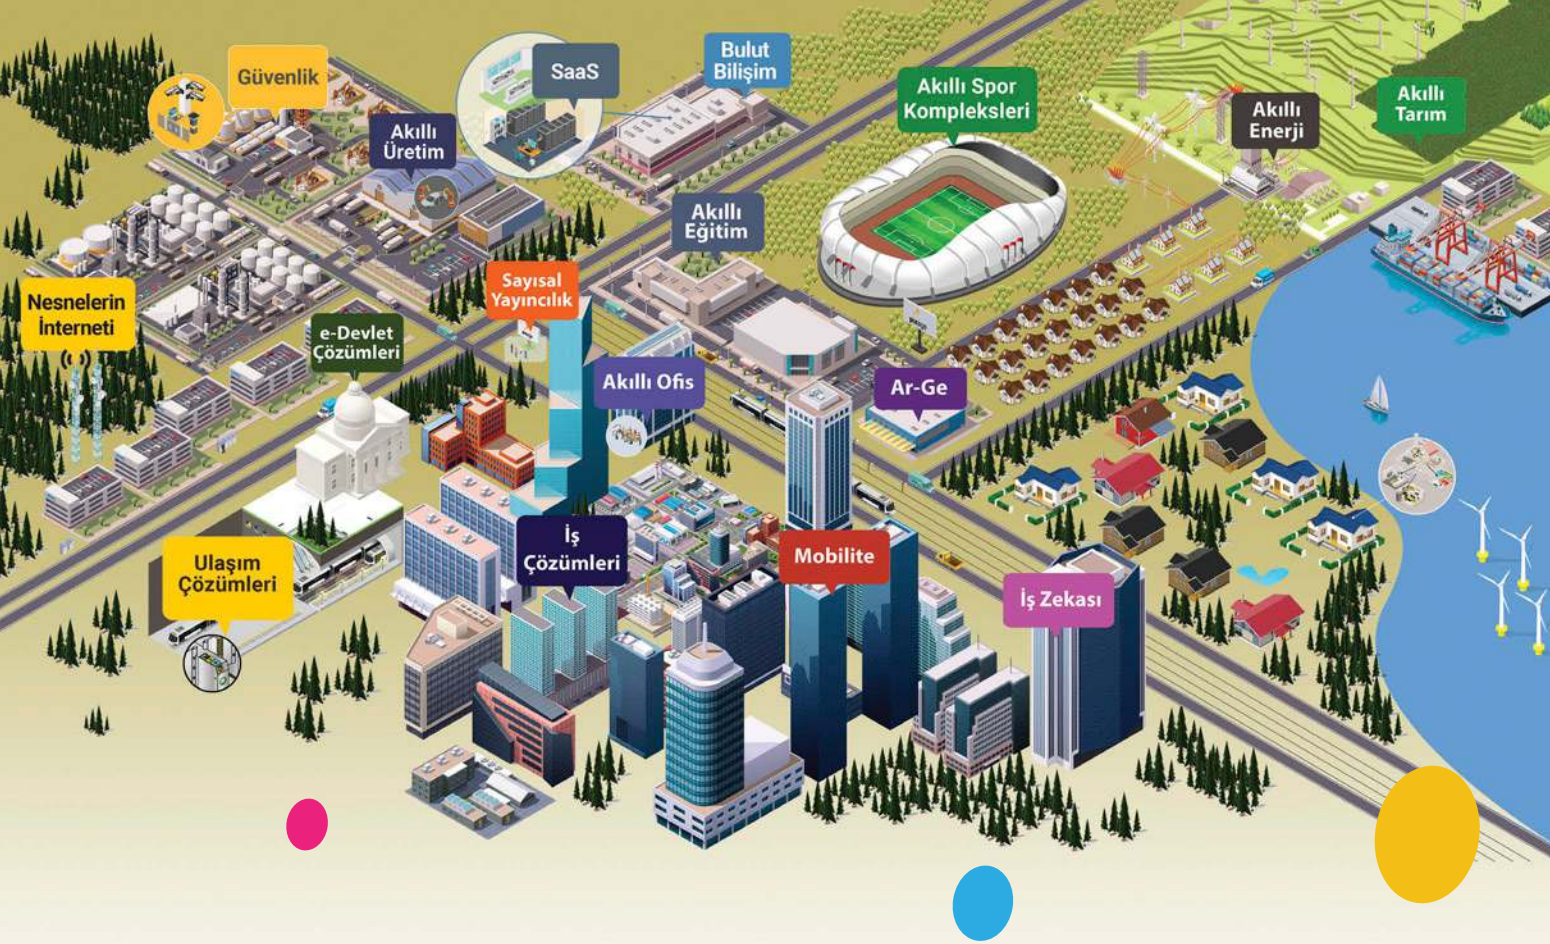 Güvenlik
SaaS
Bulut
Bilişim
Akıllı Spor
Kompleksleri
Akıllı
Enerji
Akıllı
Tarım
Akıllı
Üretim
Akıllı
Eğitim
Nesnelerin
İnterneti
e-Devlet
Çözümleri
Sayısal
Yayıncılık
Akıllı Ofis
Ar-Ge
Ulaşım
Çözümleri
İş
Çözümleri
Mobilite
İş Zekası